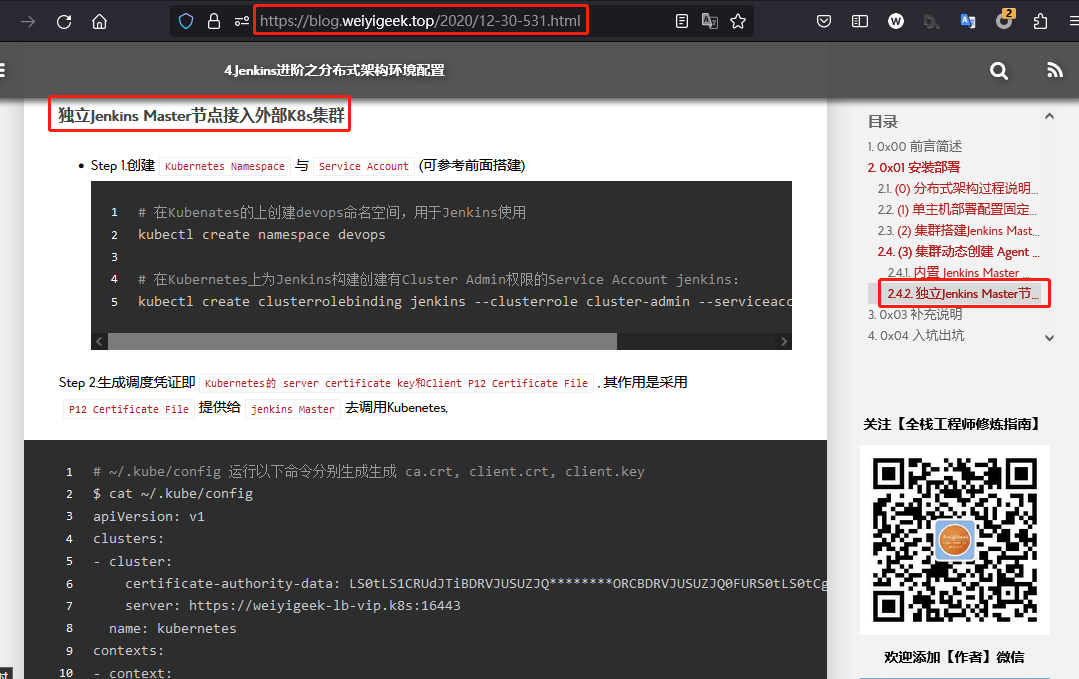 https://blog.weiyigeek.top/2020/12-30-531.html
2
4.Jenkins进阶之分布式架构环境配置
独立Jenkins Master节点接入外部K8s集群
Step 1.创建 Kubernetes Namespace 与 Service Account (可参考前面搭建)
1 # 在Kubenates的上创建devops命名空间，用于Jenkins使用
2 kubectl create namespace devops
3
4 # 在Kubernetes上为Jenkins构建创建有Cluster Admin权限的Service Account jenkins:
5 kubectl create clusterrolebinding jenkins --clusterrole cluster-admin --serviceacc
Step 2.生成调度凭证即 Kubernetes的 server certificate key和Client P12 Certificate File , 其作用是采用
P12 Certificate File 提供给 jenkins Master 去调用Kubenetes,
1 # ~/.kube/config 运行以下命令分别生成生成 ca.crt, client.crt, client.key
2 $ cat ~/.kube/config
3 apiVersion: v1
4 clusters:
5 - cluster:
6 certificate-authority-data: LS0tLS1CRUdJTiBDRVJUSUZJQ********ORCBDRVJUSUZJQ0FURS0tLS0tCg
7 server: https://weiyigeek-lb-vip.k8s:16443
8 name: kubernetes
9 contexts:
10 - context:
目录
1. 0x00 前言简述
2. 0x01 安装部署
2.1. (0) 分布式架构过程说明...
2.2. (1) 单主机部署配置固定...
2.3. (2) 集群搭建Jenkins Mast...
2.4. (3) 集群动态创建 Agent ...
2.4.1. 内置 Jenkins Master ...
2.4.2. 独立Jenkins Master节...
3. 0x03 补充说明
4. 0x04 入坑出坑
关注【全栈工程师修炼指南】
欢迎添加【作者】微信